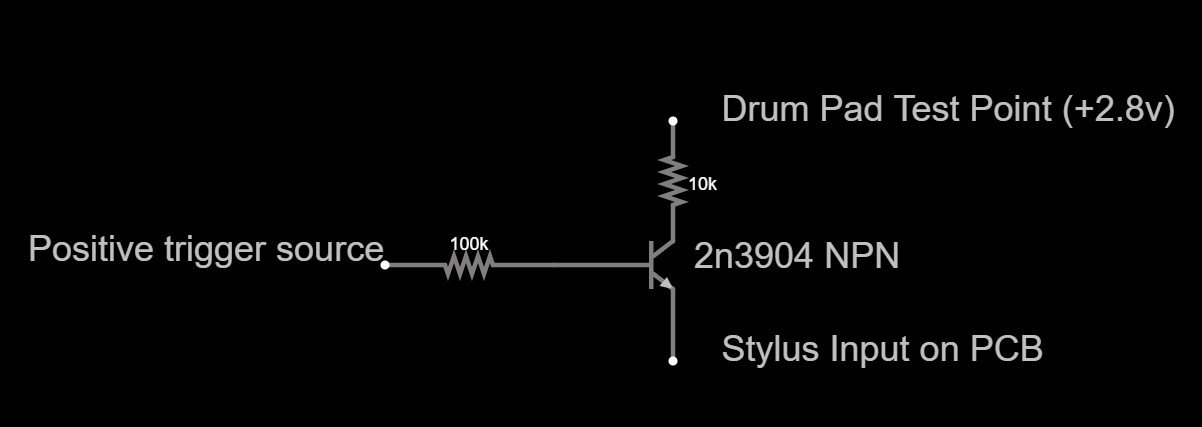 Drum Pad Test Point (+2.8v)
10k
Positive trigger source
100k
2n3904 NPN
Stylus Input on PCB